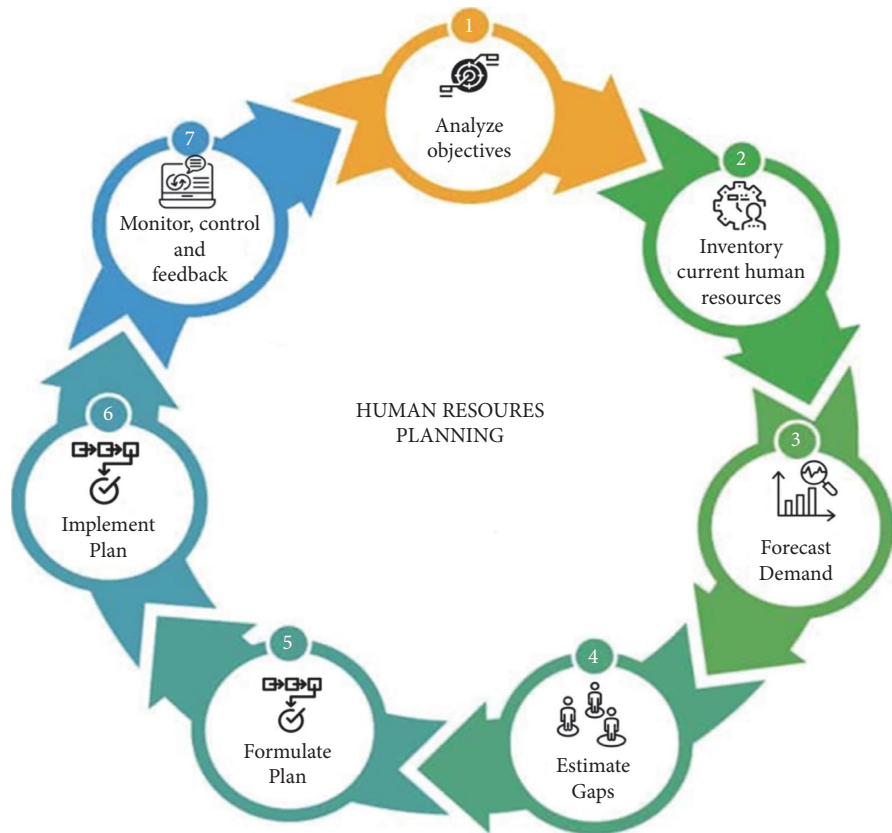 1
Analyze
objectives
2
Inventory
current human
resources
3
Forecast
Demand
4
Estimate
Gaps
5
Formulate
Plan
6
Implement
Plan
7
Monitor, control
and
feedback
HUMAN RESOURES
PLANNING